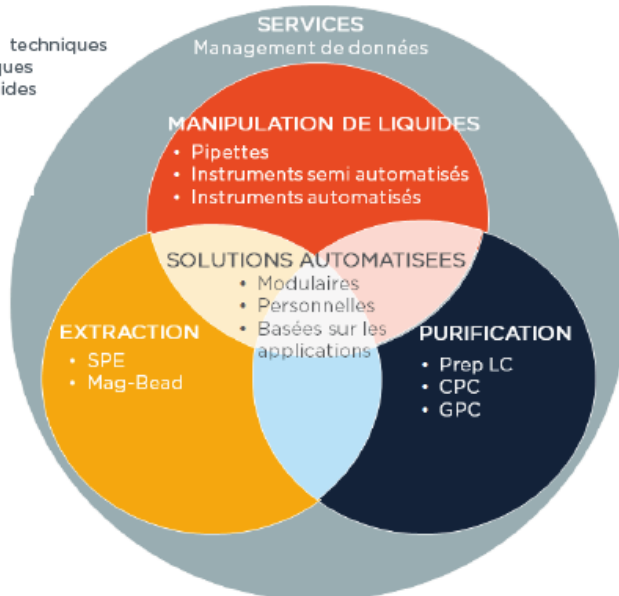 SERVICES
Management de données
techniques
MANIPULATION DE LIQUIDES
• Pipettes
• Instruments semi automatisés
• Instruments automatisés
SOLUTIONS AUTOMATISEES
• Modulaires
• Personnelles
• Basées sur les
applications
EXTRACTION
• SPE
• Mag-Bead
PURIFICATION
• Prep LC
• CPC
• GPC